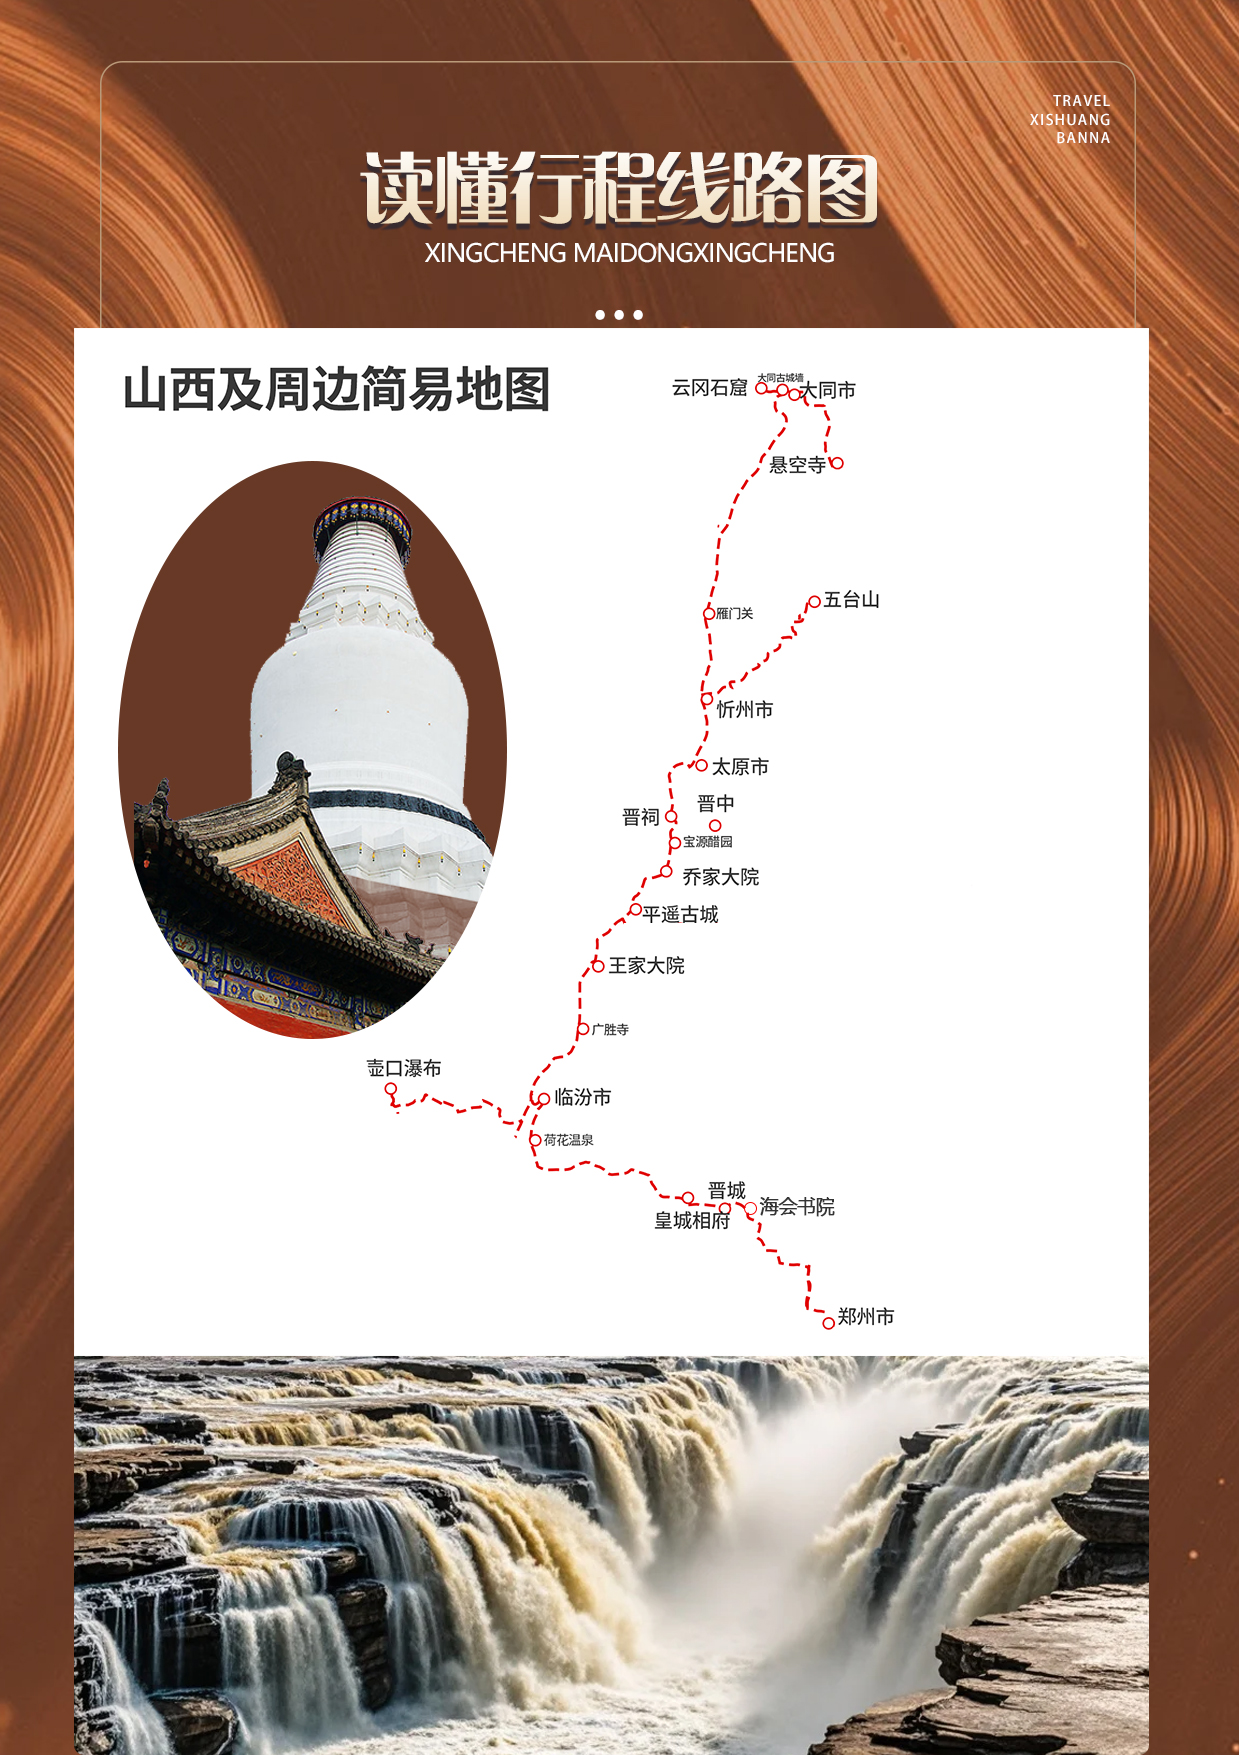 TRAVEL
XISHUANG
BANNA
读懂行程线路图
XINGCHENG MAIDONGXINGCHENG
山西及周边简易地图
云冈石窟
大同古城墙
大同市
悬空寺
五台山
雁门关
忻州市
太原市
晋中
晋祠
宝源醋园
乔家大院
平遥古城
王家大院
广胜寺
壶口瀑布
临汾市
荷花温泉
晋城
海会书院
皇城相府
郑州市